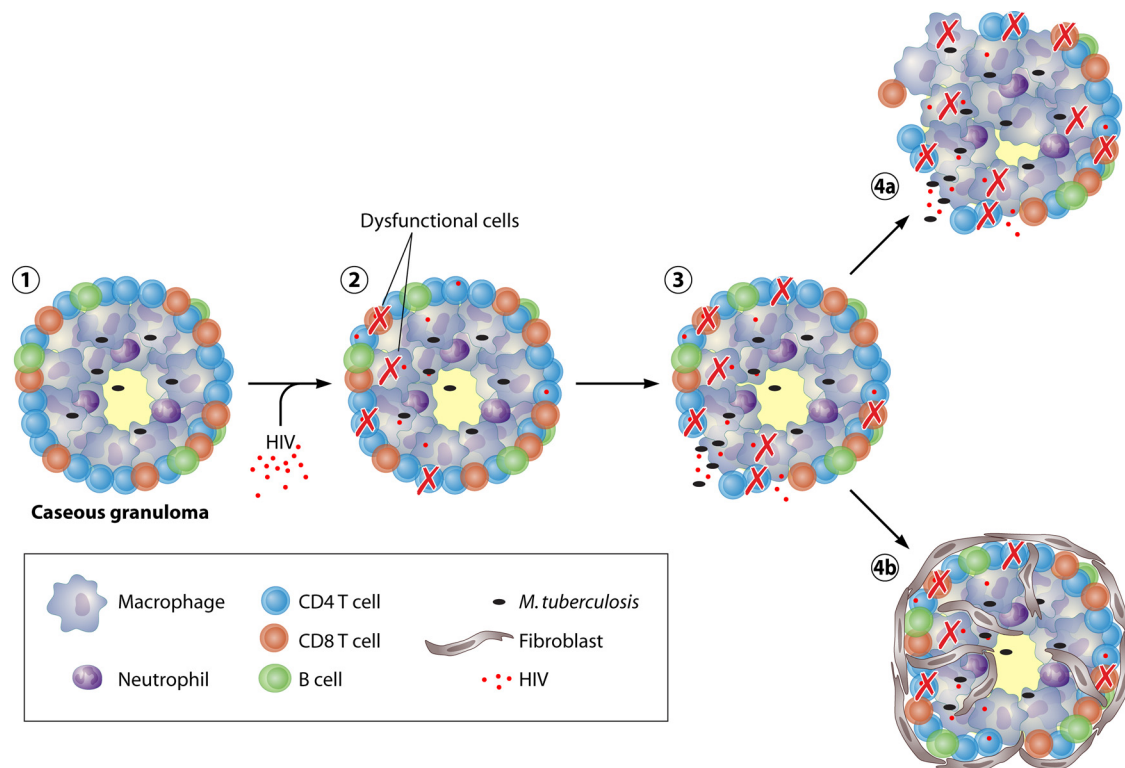 4a
Dysfunctional cells
1
2
3
HIV
Caseous granuloma
4b
Macrophage
CD4 T cell
M. tuberculosis
CD8 T cell
Fibroblast
Neutrophil
B cell
HIV